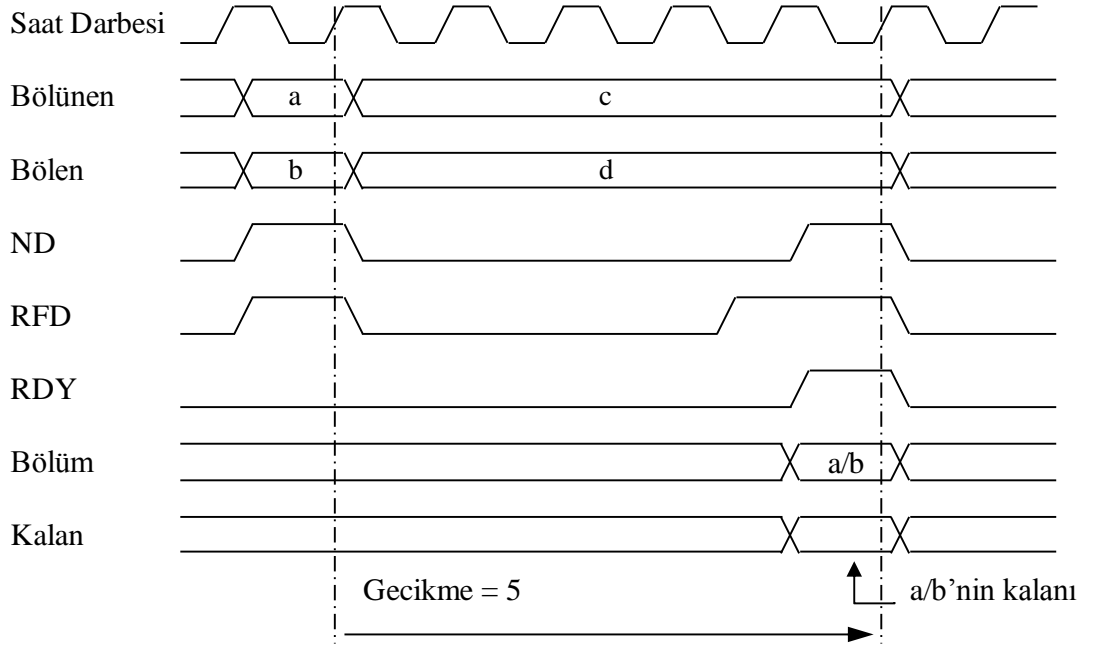 Saat Darbesi
Bölünen a c
Bölen b d
ND
RFD
RDY
Bölüm a/b
Kalan
Gecikme = 5 a/b’nin kalanı